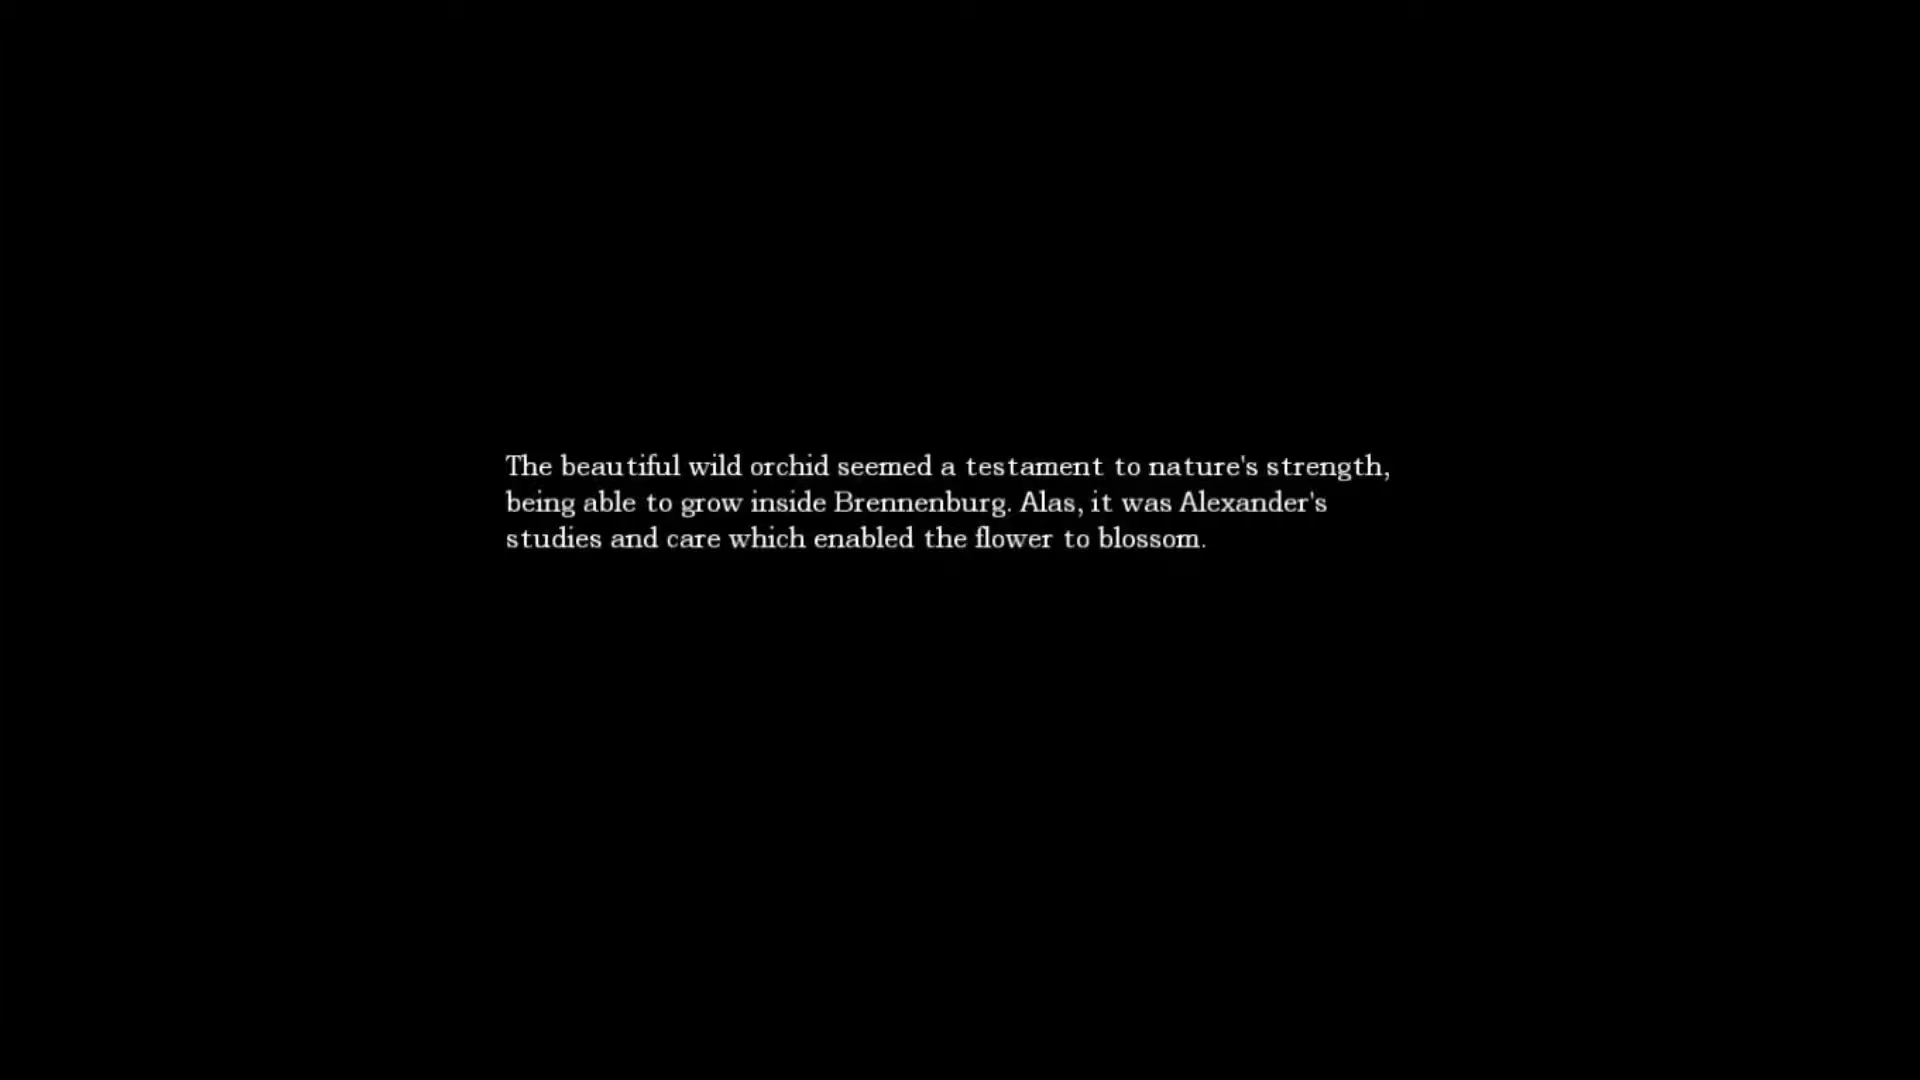 The beautiful wild orchid seemed a testament to nature's strength,
being able to grow inside Brennenburg. Alas, it was Alexander's
studies and care which enabled the flower to blossom.